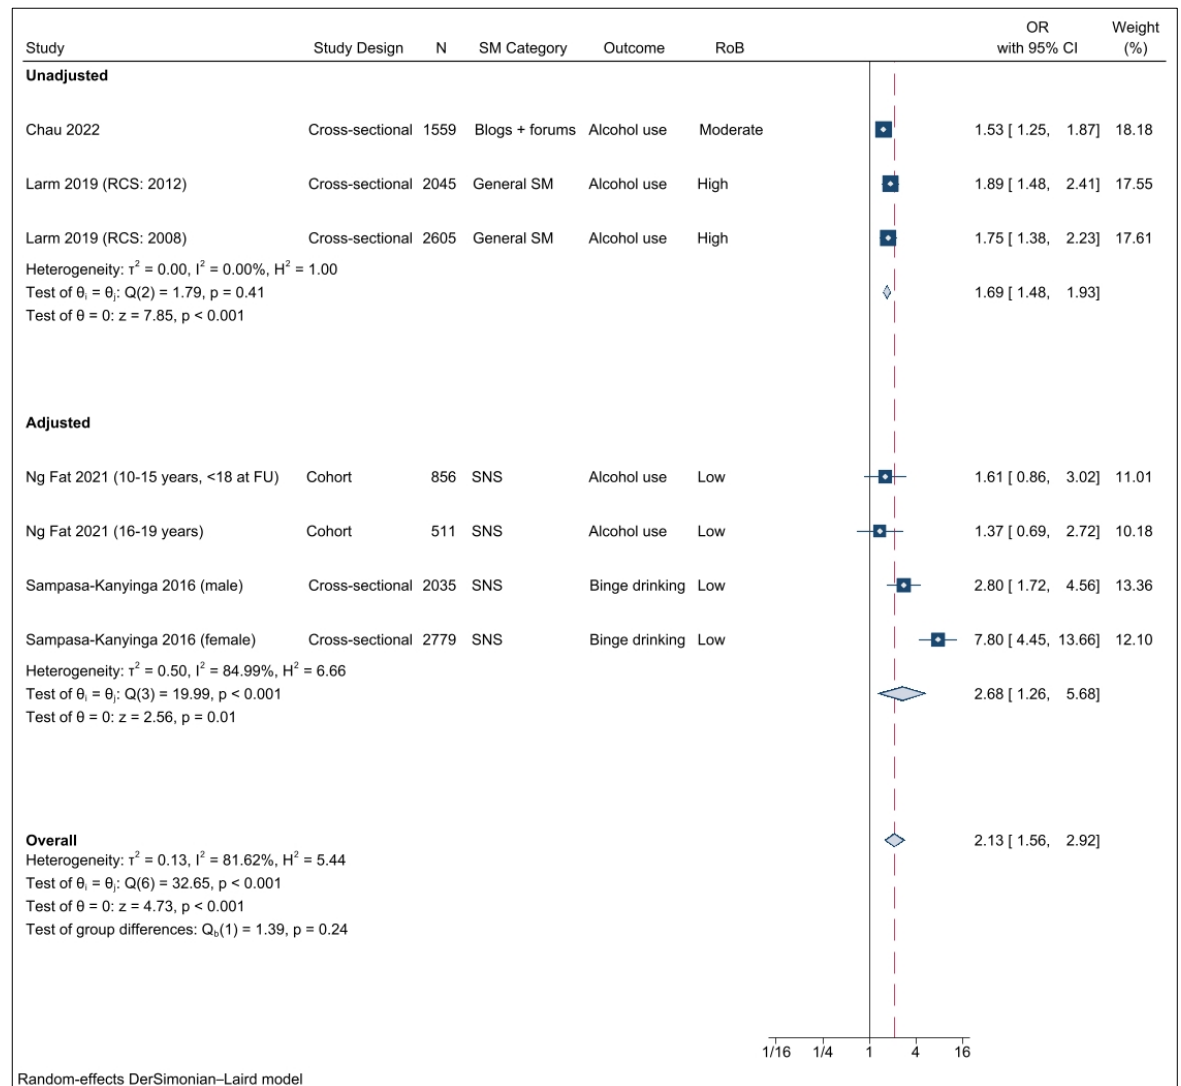 OR Weight
Study Study Design N SM Category Outcome RoB with 95% CI (%)
Unadjusted
Chau 2022 Cross-sectional 1559 Blogs + forums Alcohol use Moderate 1.53 [ 1.25, 1.87] 18.18
Larm 2019 (RCS: 2012) Cross-sectional 2045 General SM Alcohol use High 1.89 [ 1.48, 2.41] 17.55
Larm 2019 (RCS: 2008) Cross-sectional 2605 General SM Alcohol use High 1.75 [ 1.38, 2.23] 17.61
Heterogeneity: τ² = 0.00, I² = 0.00%, H² = 1.00
Test of θᵢ = θⱼ: Q(2) = 1.79, p = 0.41 1.69 [ 1.48, 1.93]
Test of θ = 0: z = 7.85, p < 0.001
Adjusted
Ng Fat 2021 (10-15 years, <18 at FU) Cohort 856 SNS Alcohol use Low 1.61 [ 0.86, 3.02] 11.01
Ng Fat 2021 (16-19 years) Cohort 511 SNS Alcohol use Low 1.37 [ 0.69, 2.72] 10.18
Sampasa-Kanyinga 2016 (male) Cross-sectional 2035 SNS Binge drinking Low 2.80 [ 1.72, 4.56] 13.36
Sampasa-Kanyinga 2016 (female) Cross-sectional 2779 SNS Binge drinking Low 7.80 [ 4.45, 13.66] 12.10
Heterogeneity: τ² = 0.50, I² = 84.99%, H² = 6.66
Test of θᵢ = θⱼ: Q(3) = 19.99, p < 0.001 2.68 [ 1.26, 5.68]
Test of θ = 0: z = 2.56, p = 0.01
Overall 2.13 [ 1.56, 2.92]
Heterogeneity: τ² = 0.13, I² = 81.62%, H² = 5.44
Test of θᵢ = θⱼ: Q(6) = 32.65, p < 0.001
Test of θ = 0: z = 4.73, p < 0.001
Test of group differences: Q_b(1) = 1.39, p = 0.24
1/16 1/4 1 4 16
Random-effects DerSimonian–Laird model